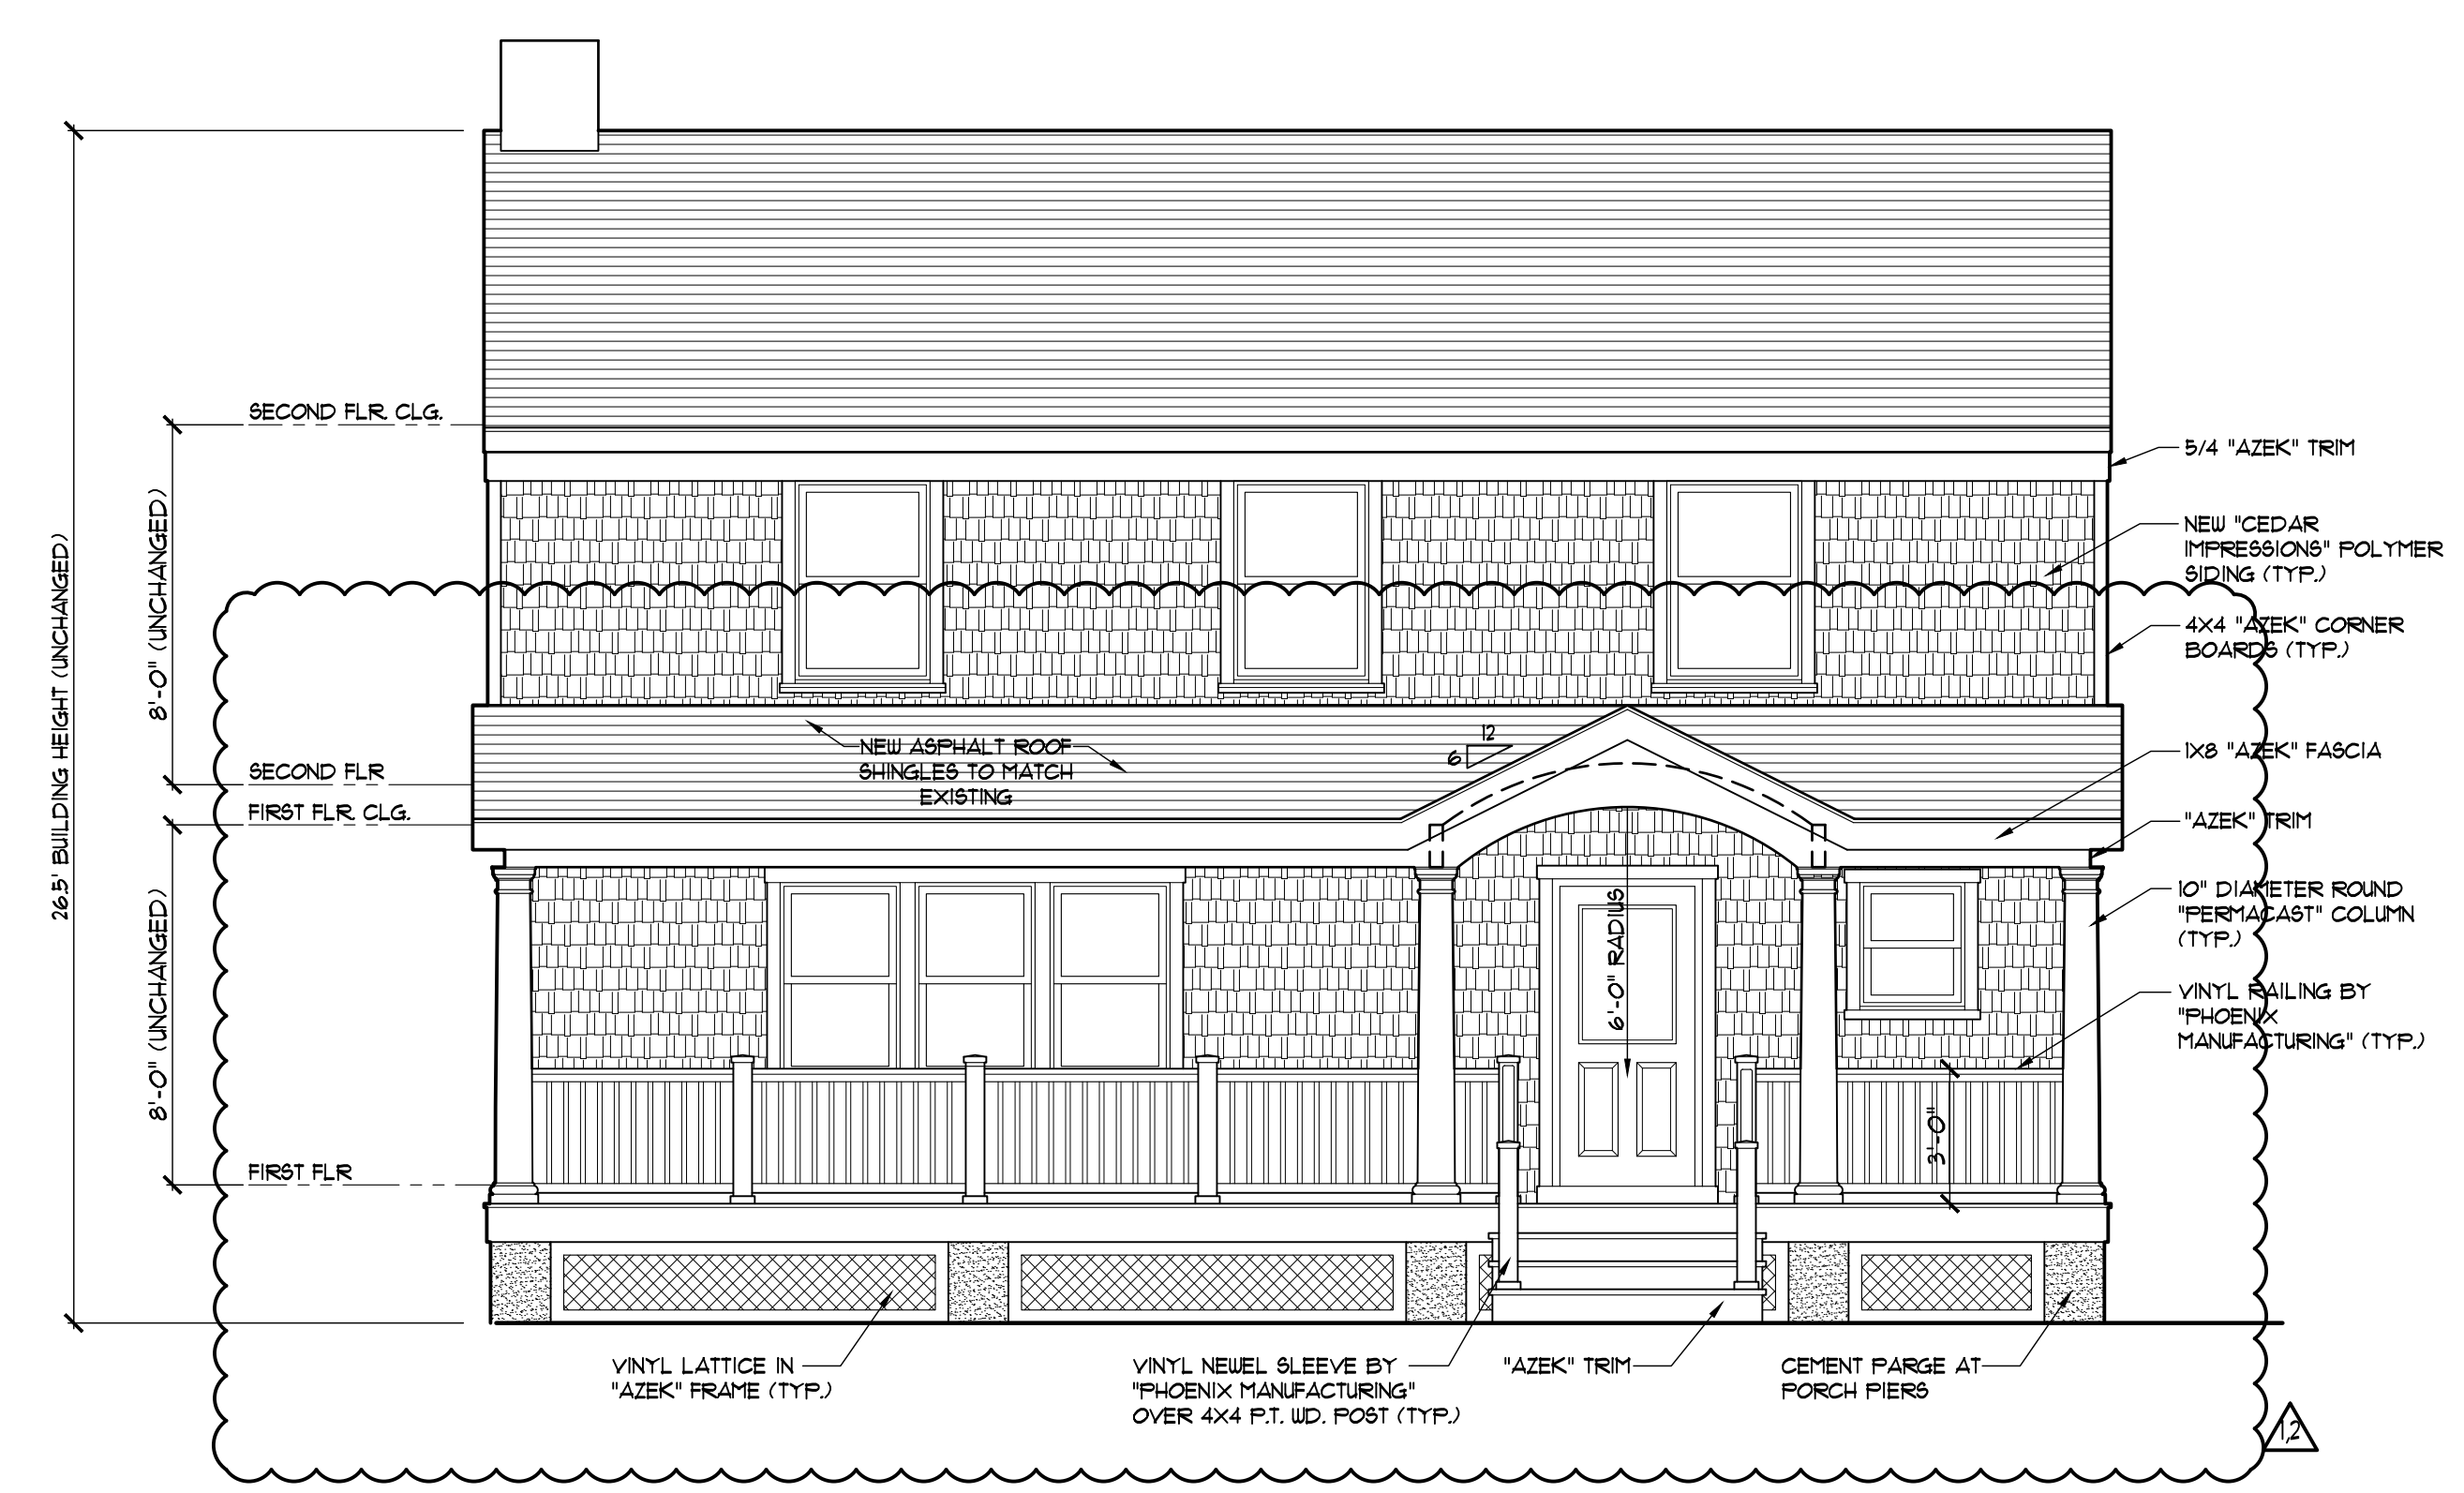 SECOND FLR. CLG.
5/4 "AZEK" TRIM
NEW "CEDAR
IMPRESSIONS" POLYMER
SIDING (TYP.)
4X4 "AZEK" CORNER
BOARDS (TYP.)
8'-0" (UNCHANGED)
26.5' BUILDING HEIGHT (UNCHANGED)
12
6
NEW ASPHALT ROOF
SHINGLES TO MATCH
EXISTING
1X8 "AZEK" FASCIA
SECOND FLR
FIRST FLR. CLG.
"AZEK" TRIM
10" DIAMETER ROUND
"PERMACAST" COLUMN
(TYP.)
6'-0" RADIUS
8'-0" (UNCHANGED)
VINYL RAILING BY
"PHOENIX
MANUFACTURING" (TYP.)
3'-0"
FIRST FLR
VINYL LATTICE IN
"AZEK" FRAME (TYP.)
VINYL NEWEL SLEEVE BY
"PHOENIX MANUFACTURING"
OVER 4X4 P.T. WD. POST (TYP.)
"AZEK" TRIM
CEMENT PARGE AT
PORCH PIERS
1,2